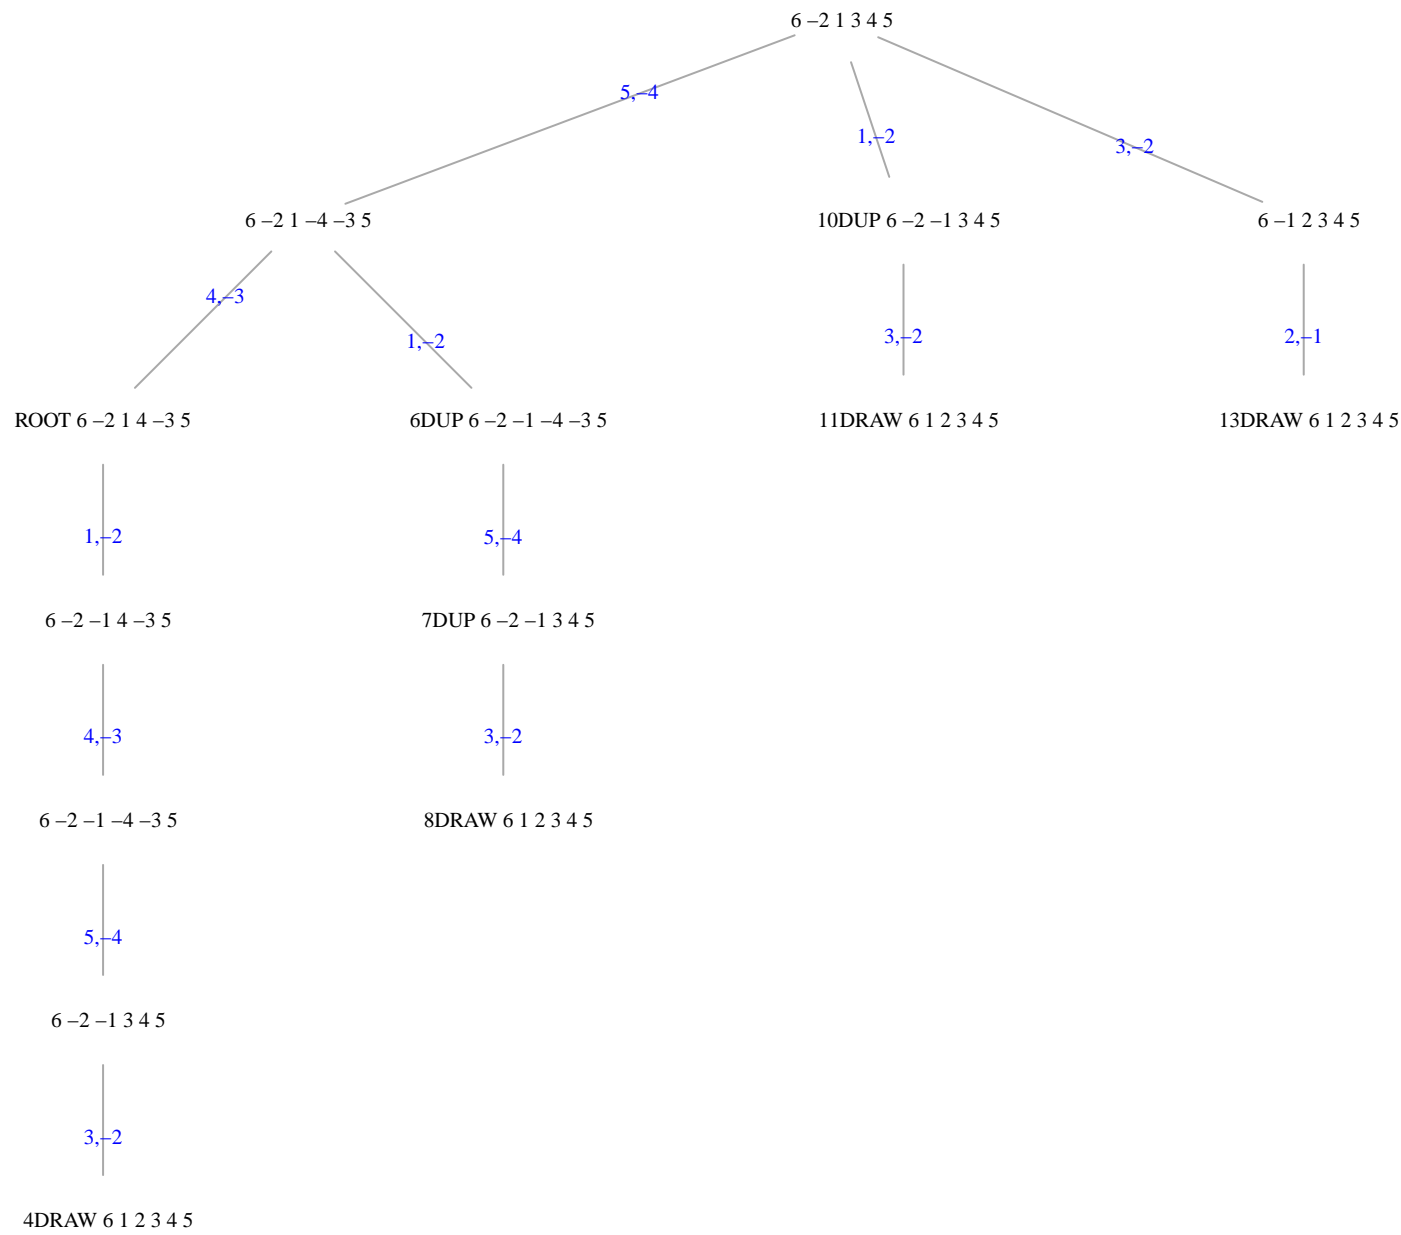 6 –2 1 3 4 5
5,–4
1,–2
3,–2
6 –2 1 –4 –3 5
10DUP 6 –2 –1 3 4 5
6 –1 2 3 4 5
4,–3
1,–2
3,–2
2,–1
ROOT 6 –2 1 4 –3 5
6DUP 6 –2 –1 –4 –3 5
11DRAW 6 1 2 3 4 5
13DRAW 6 1 2 3 4 5
1,–2
5,–4
6 –2 –1 4 –3 5
7DUP 6 –2 –1 3 4 5
4,–3
3,–2
6 –2 –1 –4 –3 5
8DRAW 6 1 2 3 4 5
5,–4
6 –2 –1 3 4 5
3,–2
4DRAW 6 1 2 3 4 5